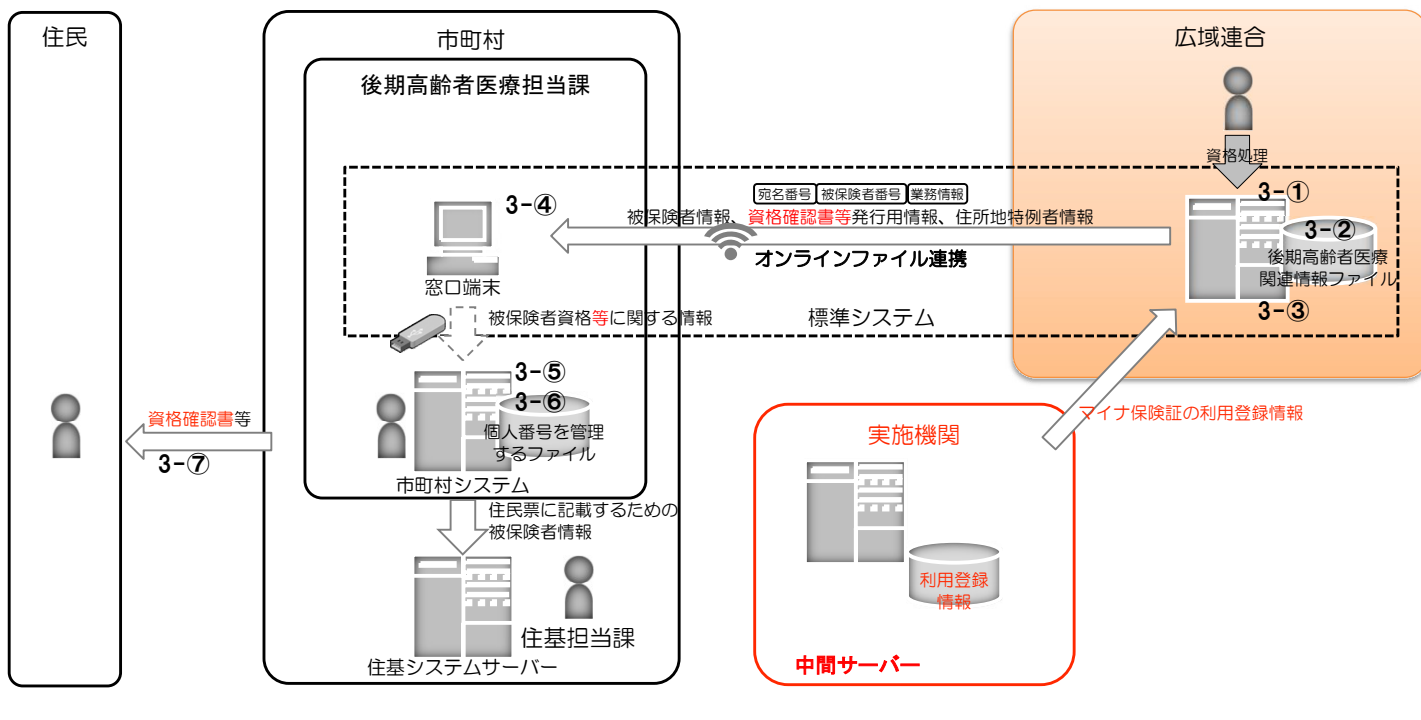 住民
市町村
後期高齢者医療担当課
広域連合
資格処理
宛名番号 被保険者番号 業務情報
被保険者情報、資格確認書等発行用情報、住所地特例者情報
オンラインファイル連携
3-①
3-②
後期高齢者医療
関連情報ファイル
3-③
3-④
窓口端末
被保険者資格等に関する情報
標準システム
3-⑤
3-⑥
個人番号を管理
するファイル
市町村システム
資格確認書等
3-⑦
住民票に記載するための
被保険者情報
住基担当課
住基システムサーバー
マイナ保険証の利用登録情報
実施機関
利用登録
情報
中間サーバー